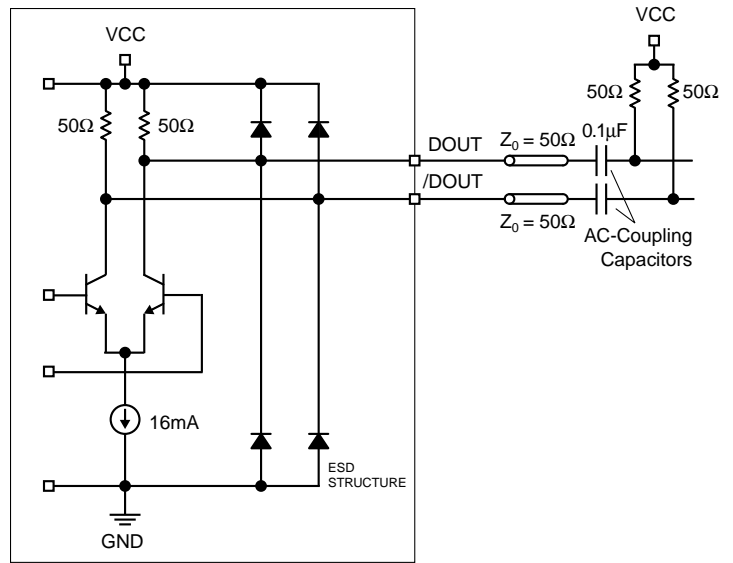 VCC
VCC
50Ω
50Ω
50Ω
50Ω
0.1μF
DOUT
Z0 = 50Ω
/DOUT
Z0 = 50Ω
AC-Coupling
Capacitors
16mA
ESD
STRUCTURE
GND